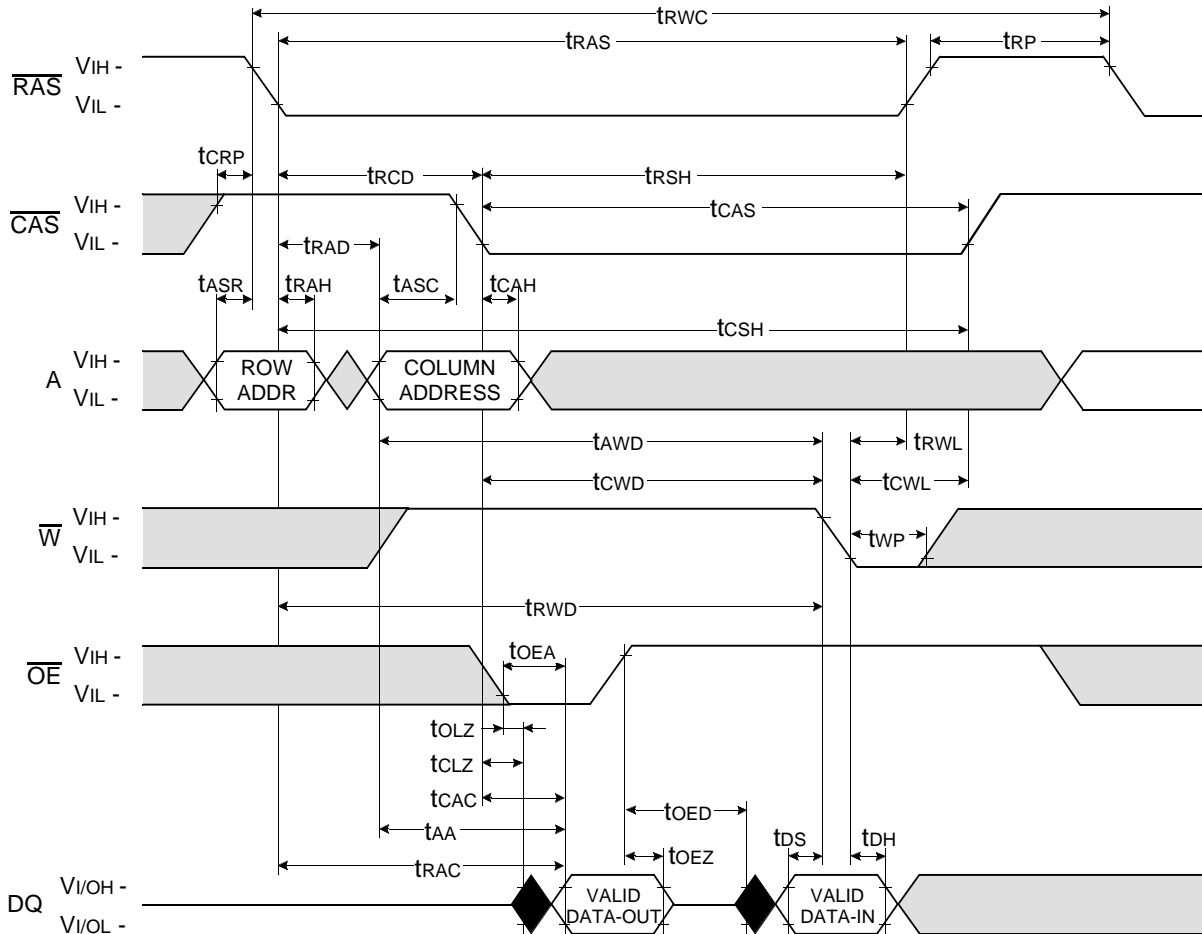 tRWC
tRAS
tRP
RAS
VIH -
VIL -
tCRP
tRCD
tRSH
CAS
VIH -
VIL -
tCAS
tRAD
tASR
tRAH
tASC
tCAH
tCSH
A
VIH -
VIL -
ROW
ADDR
COLUMN
ADDRESS
tAWD
tRWL
tCWD
tCWL
W
VIH -
VIL -
tWP
tRWD
OE
VIH -
VIL -
tOEA
tOLZ
tCLZ
tCAC
tOED
tAA
tOEZ
tDS
tDH
tRAC
DQ
VI/OH -
VI/OL -
VALID
DATA-OUT
VALID
DATA-IN